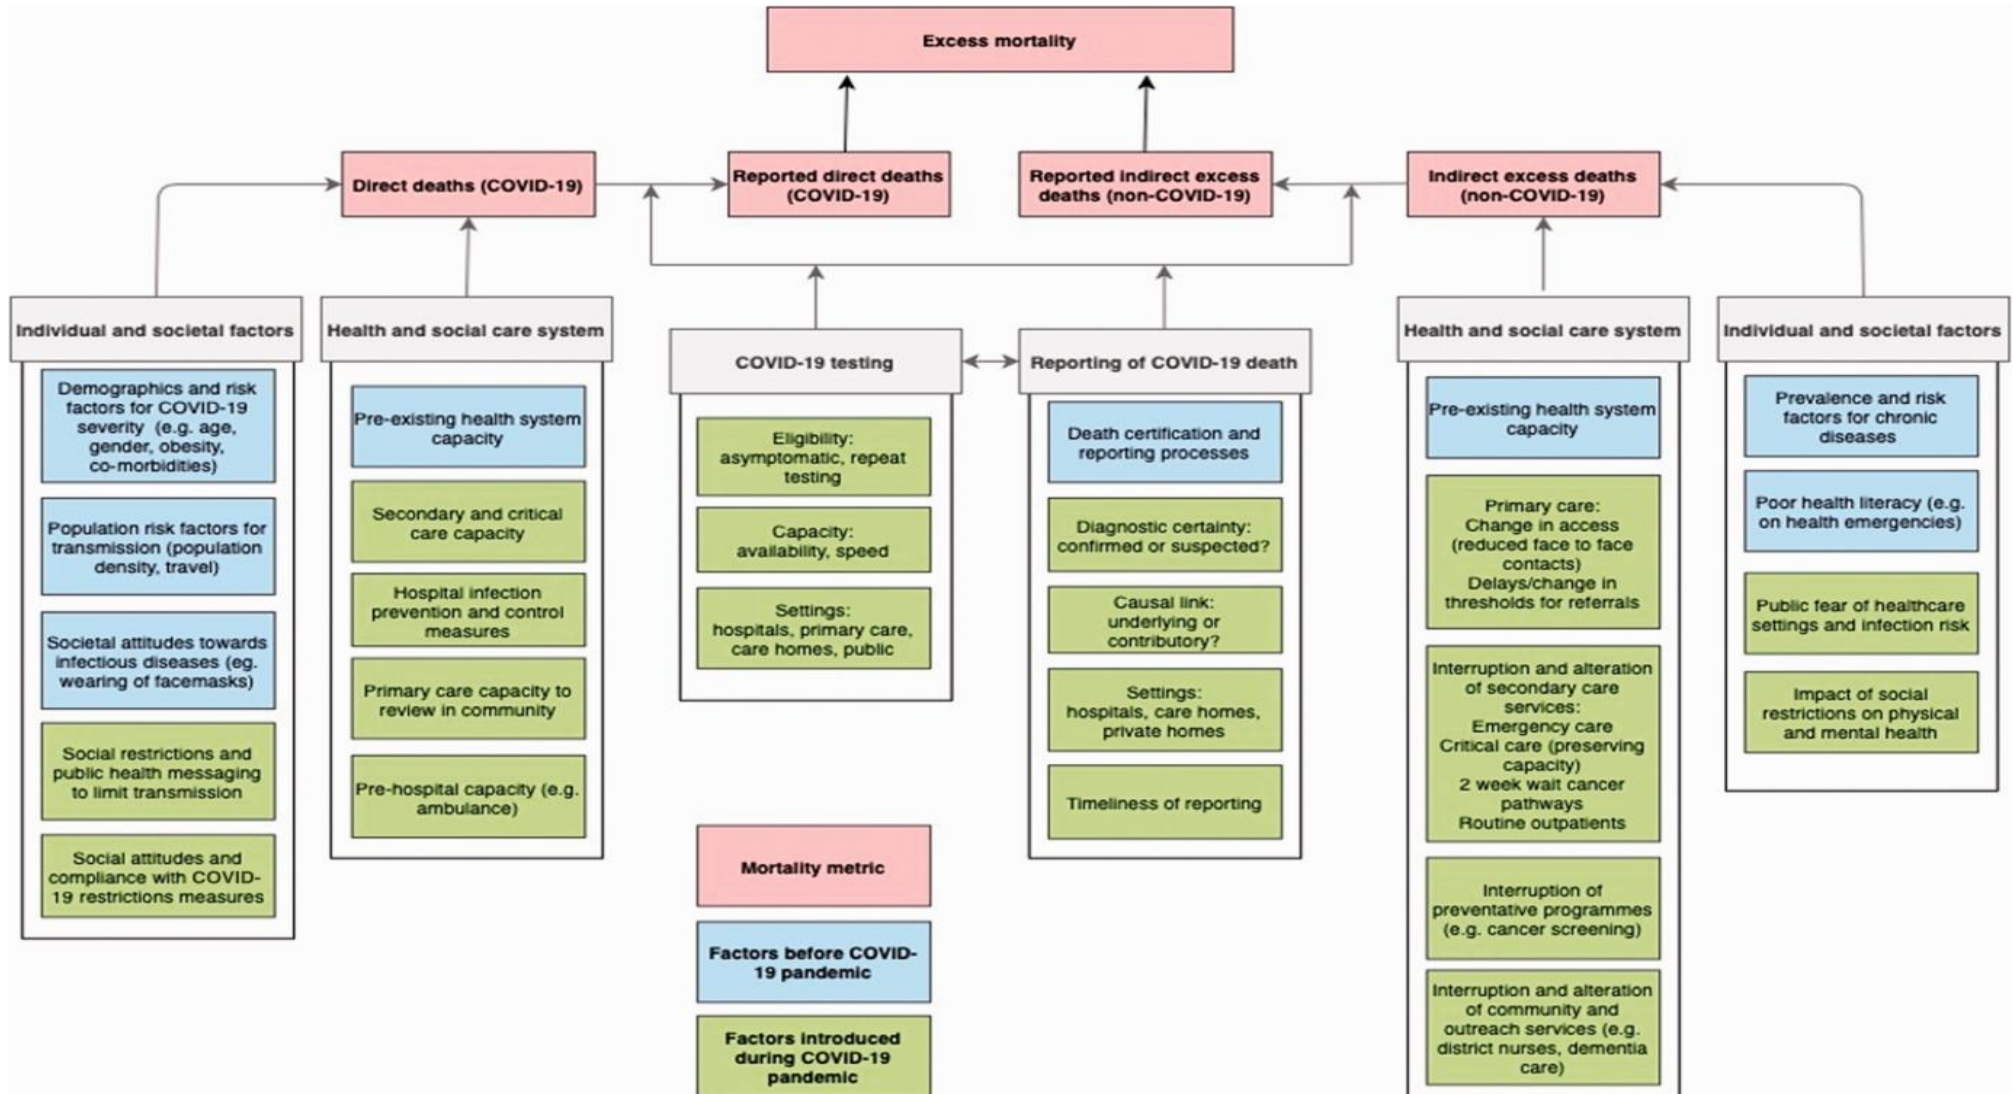 Excess mortality
Direct deaths (COVID-19)
Reported direct deaths
(COVID-19)
Reported indirect excess
deaths (non-COVID-19)
Indirect excess deaths
(non-COVID-19)
Individual and societal factors
Demographics and risk
factors for COVID-19
severity (e.g. age,
gender, obesity,
co-morbidities)
Population risk factors for
transmission (population
density, travel)
Societal attitudes towards
infectious diseases (eg.
wearing of facemasks)
Social restrictions and
public health messaging
to limit transmission
Social attitudes and
compliance with COVID-
19 restrictions measures
Health and social care system
Pre-existing health system
capacity
Secondary and critical
care capacity
Hospital infection
prevention and control
measures
Primary care capacity to
review in community
Pre-hospital capacity (e.g.
ambulance)
COVID-19 testing
Eligibility:
asymptomatic, repeat
testing
Capacity:
availability, speed
Settings:
hospitals, primary care,
care homes, public
Reporting of COVID-19 death
Death certification and
reporting processes
Diagnostic certainty:
confirmed or suspected?
Causal link:
underlying or
contributory?
Settings:
hospitals, care homes,
private homes
Timeliness of reporting
Health and social care system
Pre-existing health system
capacity
Primary care:
Change in access
(reduced face to face
contacts)
Delays/change in
thresholds for referrals
Interruption and alteration
of secondary care
services:
Emergency care
Critical care (preserving
capacity)
2 week wait cancer
pathways
Routine outpatients
Interruption of
preventative programmes
(e.g. cancer screening)
Interruption and alteration
of community and
outreach services (e.g.
district nurses, dementia
care)
Individual and societal factors
Prevalence and risk
factors for chronic
diseases
Poor health literacy (e.g.
on health emergencies)
Public fear of healthcare
settings and infection risk
Impact of social
restrictions on physical
and mental health
Mortality metric
Factors before COVID-
19 pandemic
Factors introduced
during COVID-19
pandemic